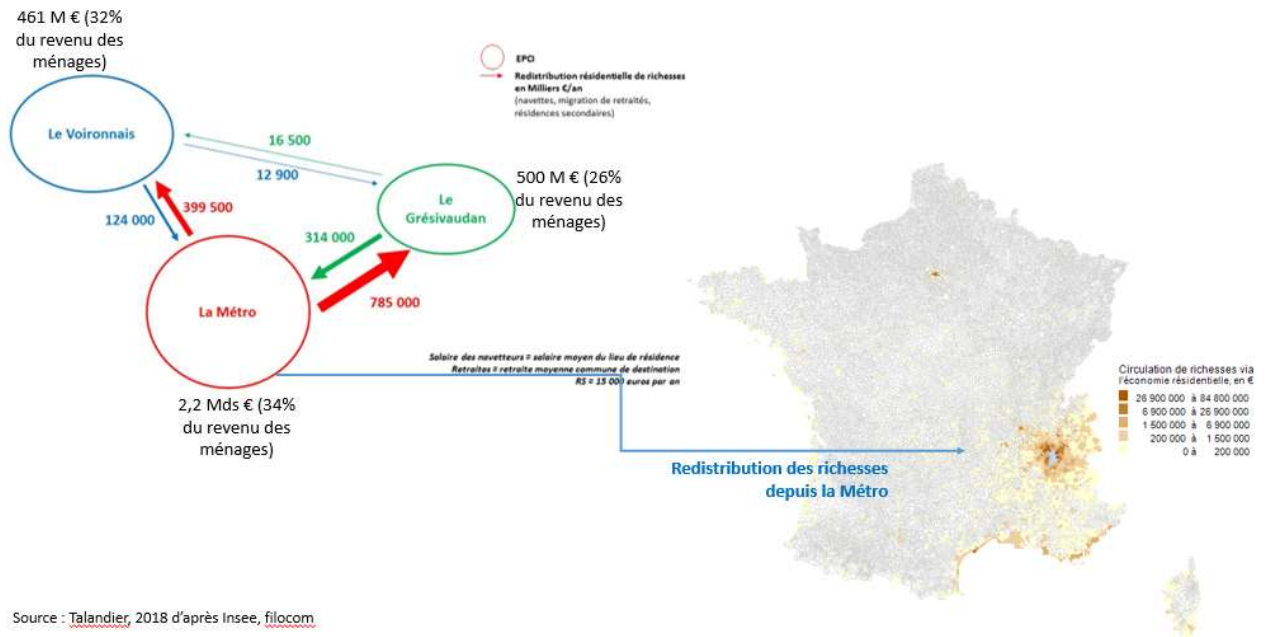 461 M € (32%
du revenu des
ménages)
Le Voironnais
16 500
12 900
124 000
399 500
Le
Grésivaudan
500 M € (26%
du revenu des
ménages)
314 000
785 000
La Métro
2,2 Mds € (34%
du revenu des
ménages)
EPCI
Redistribution résidentielle de richesses
en Milliers €/an
(navettes, migration de retraités,
résidences secondaires)
Salaire des navetteurs = salaire moyen du lieu de résidence
Retraites = retraite moyenne commune de destination
RS = 15 000 euros par an
Redistribution des richesses
depuis la Métro
Circulation de richesses via
l'économie résidentielle, en €
26 900 000 à 84 800 000
6 900 000 à 26 900 000
1 500 000 à 6 900 000
200 000 à 1 500 000
0 à 200 000
Source : Talandier, 2018 d'après Insee, filocom